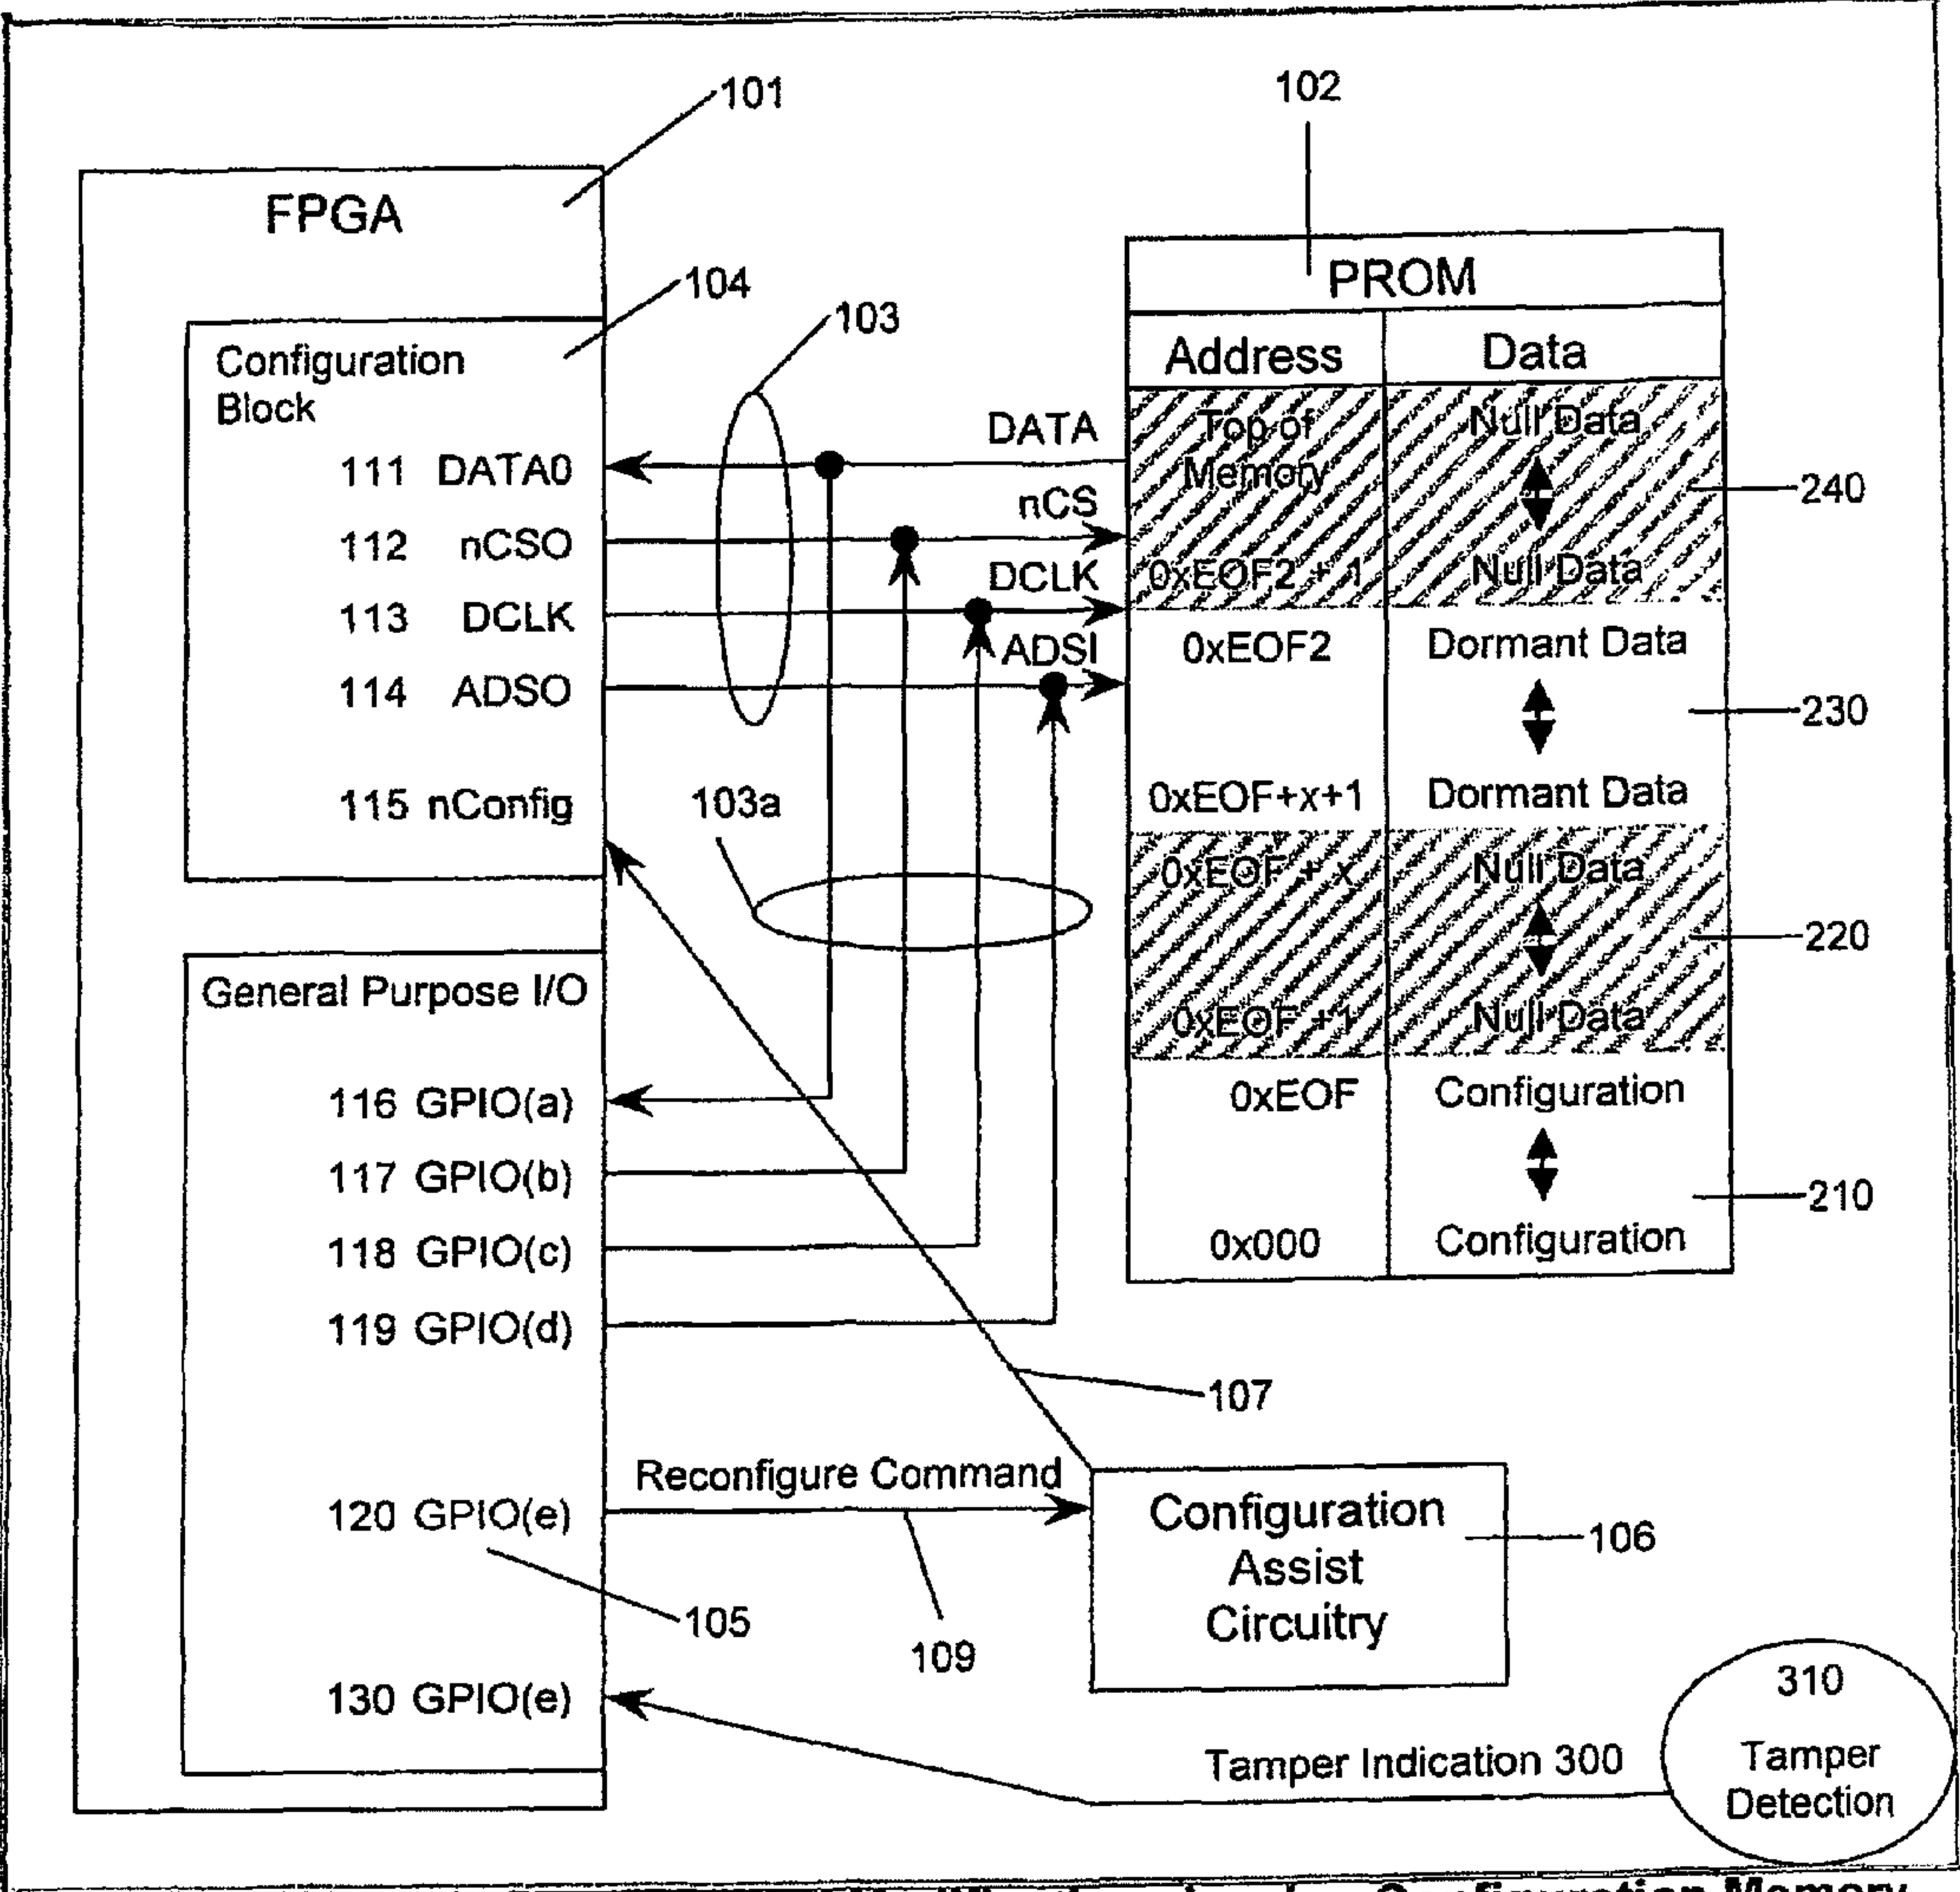 101
102
FPGA
104
103
Configuration
Block
111 DATA0
112 nCSO
113 DCLK
114 ADSO
115 nConfig
DATA
nCS
DCLK
ADSI
103a
PROM
Address Data
Top of Null Data
Memory
240
0xEOF2 + 1 Null Data
0xEOF2 Dormant Data
230
0xEOF+x+1 Dormant Data
0xEOF + x Null Data
220
0xEOF +1 Null Data
0xEOF Configuration
210
0x000 Configuration
General Purpose I/O
116 GPIO(a)
117 GPIO(b)
118 GPIO(c)
119 GPIO(d)
107
Reconfigure Command
120 GPIO(e)
105
109
Configuration
Assist
Circuitry
106
130 GPIO(e)
Tamper Indication 300
310
Tamper
Detection
Configuration Memory